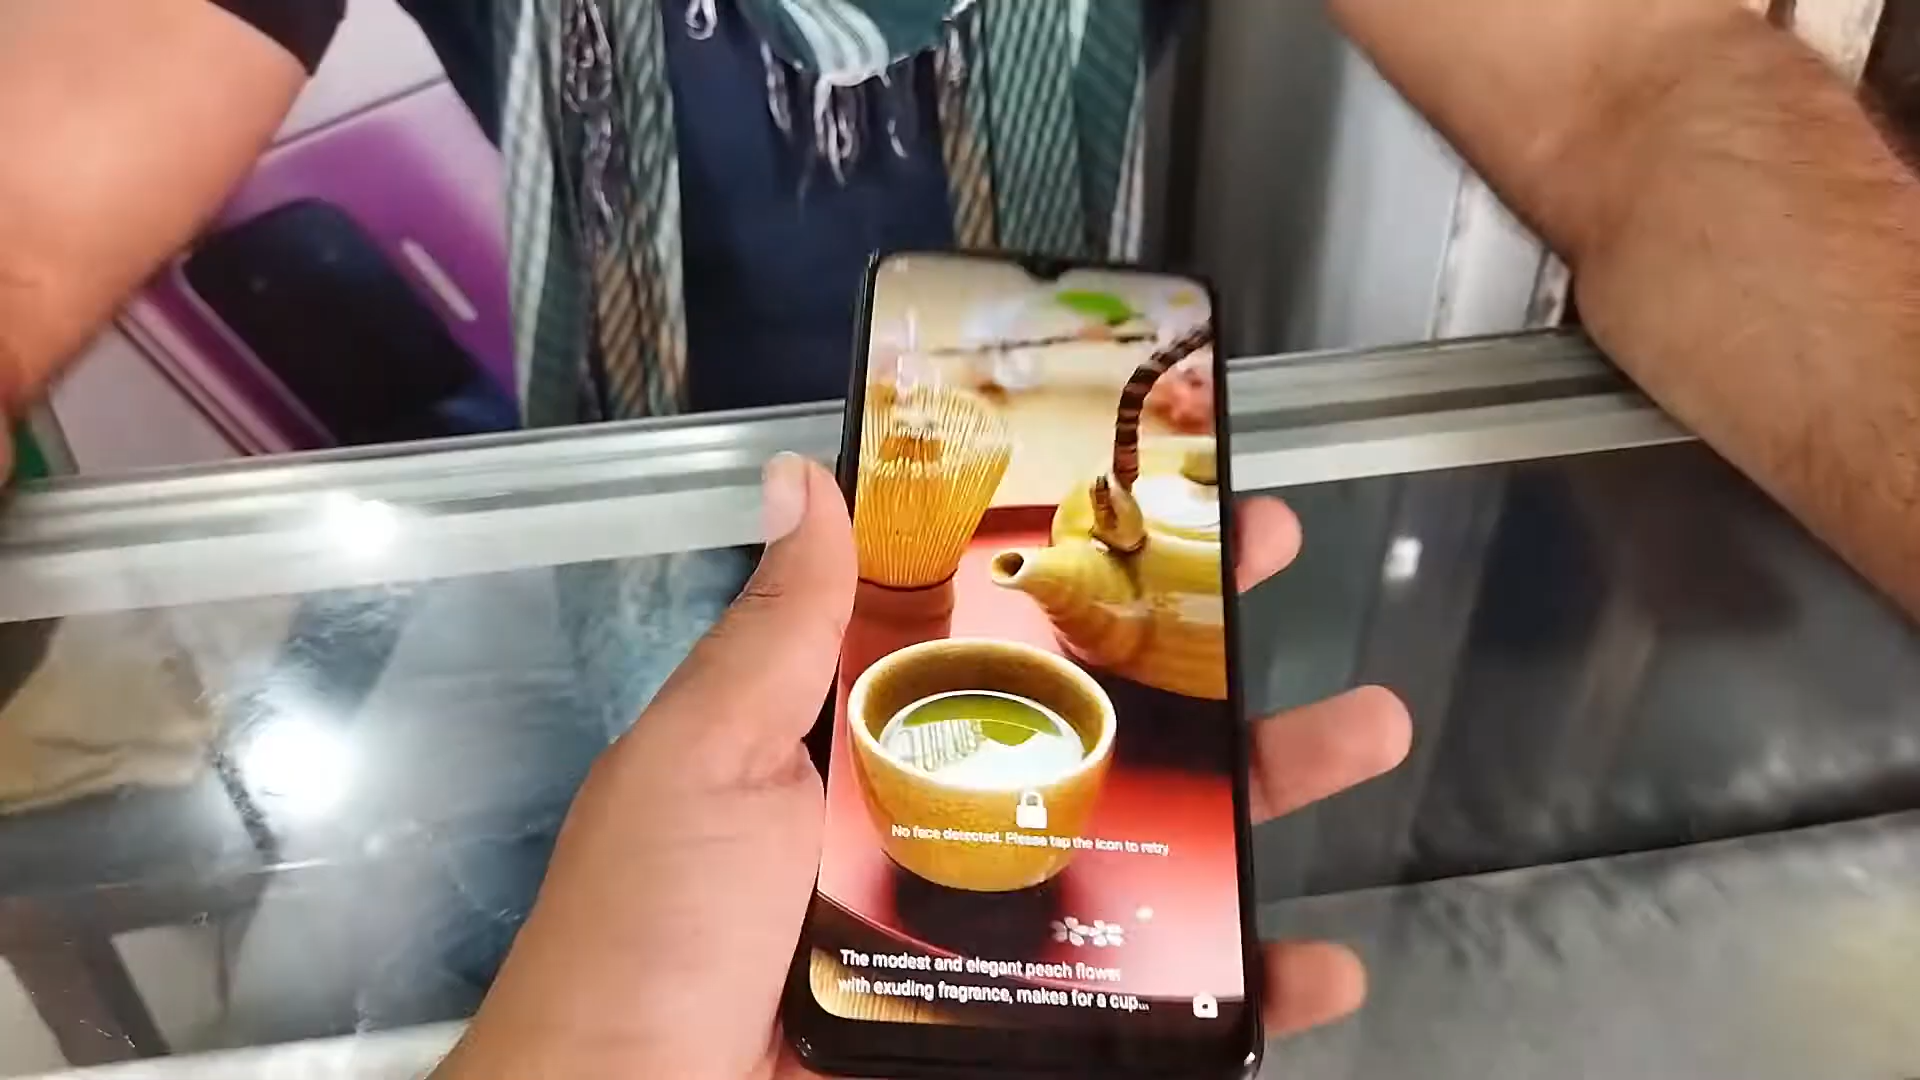 No face detected. Please tap the icon to retry
The modest and elegant peach flower
with exuding fragrance, makes for a cup...